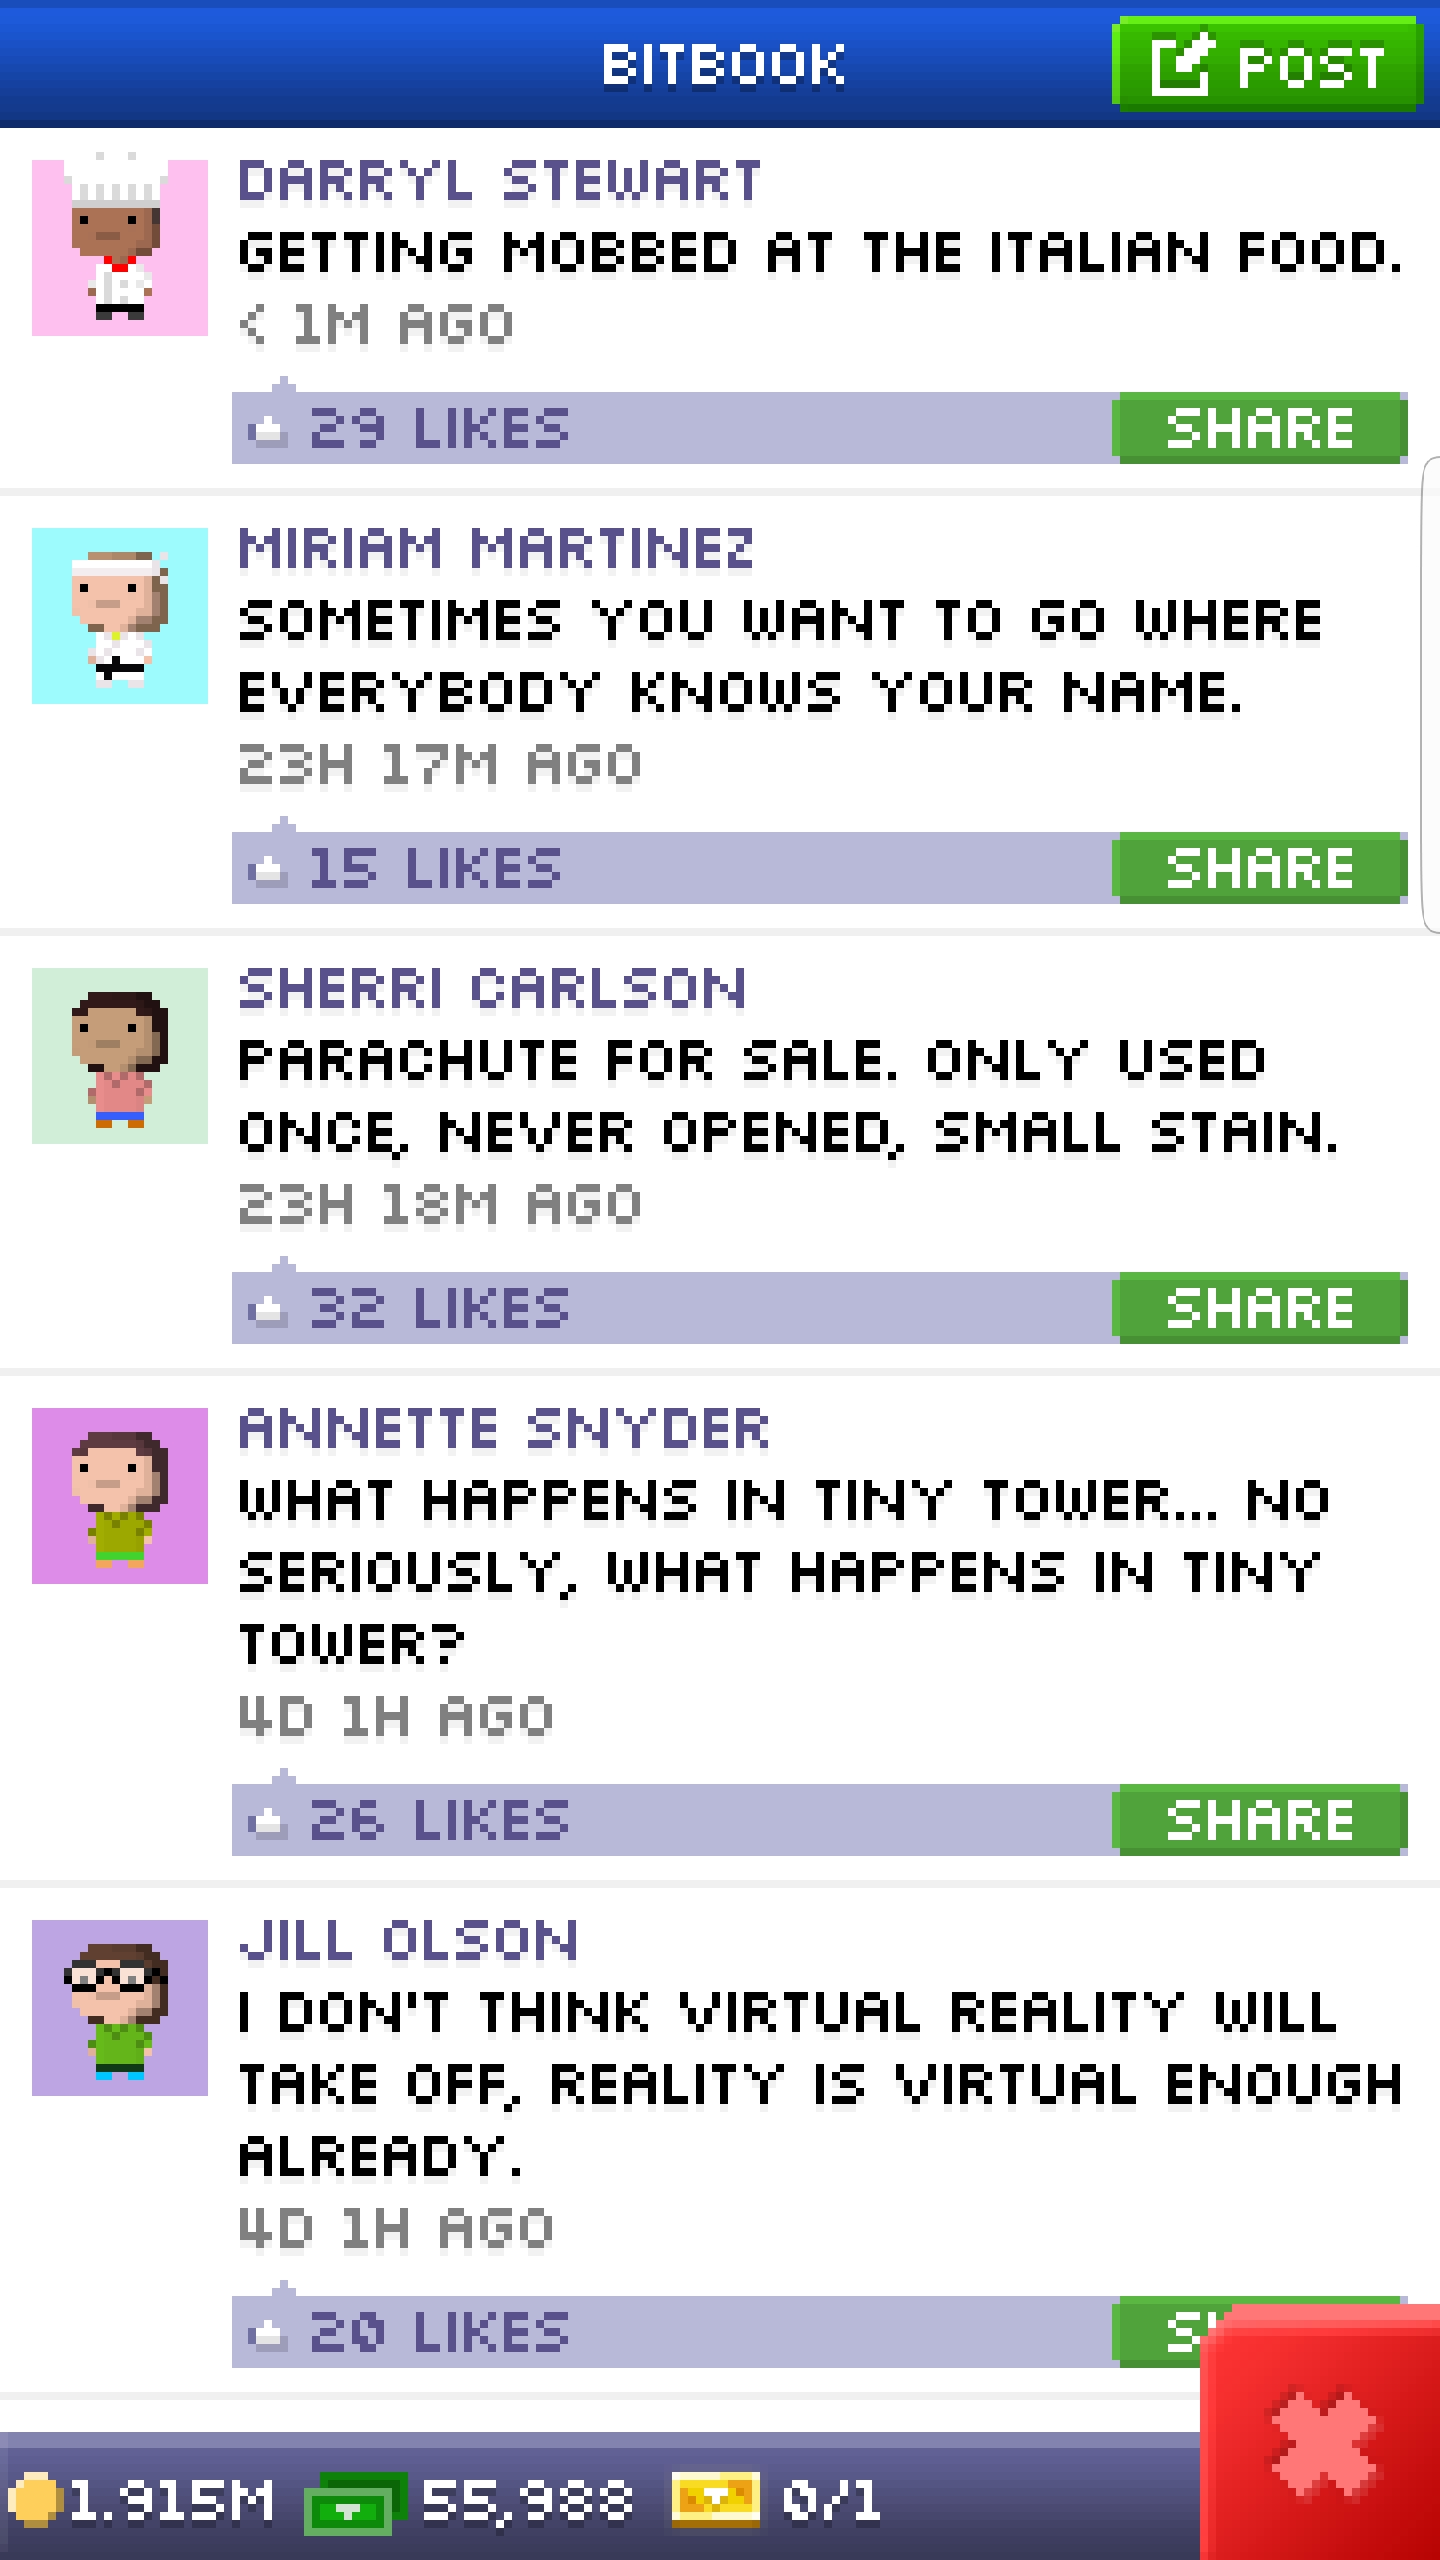 BITBOOK
POST
DARRYL STEWART
GETTING MOBBED AT THE ITALIAN FOOD.
< 1M AGO
29 LIKES
SHARE
MIRIAM MARTINEZ
SOMETIMES YOU WANT TO GO WHERE
EVERYBODY KNOWS YOUR NAME.
23H 17M AGO
15 LIKES
SHARE
SHERRI CARLSON
PARACHUTE FOR SALE. ONLY USED
ONCE, NEVER OPENED, SMALL STAIN.
23H 18M AGO
32 LIKES
SHARE
ANNETTE SNYDER
WHAT HAPPENS IN TINY TOWER... NO
SERIOUSLY, WHAT HAPPENS IN TINY
TOWER?
4D 1H AGO
26 LIKES
SHARE
JILL OLSON
I DON'T THINK VIRTUAL REALITY WILL
TAKE OFF, REALITY IS VIRTUAL ENOUGH
ALREADY.
4D 1H AGO
20 LIKES
1.915M 55,988 0/1